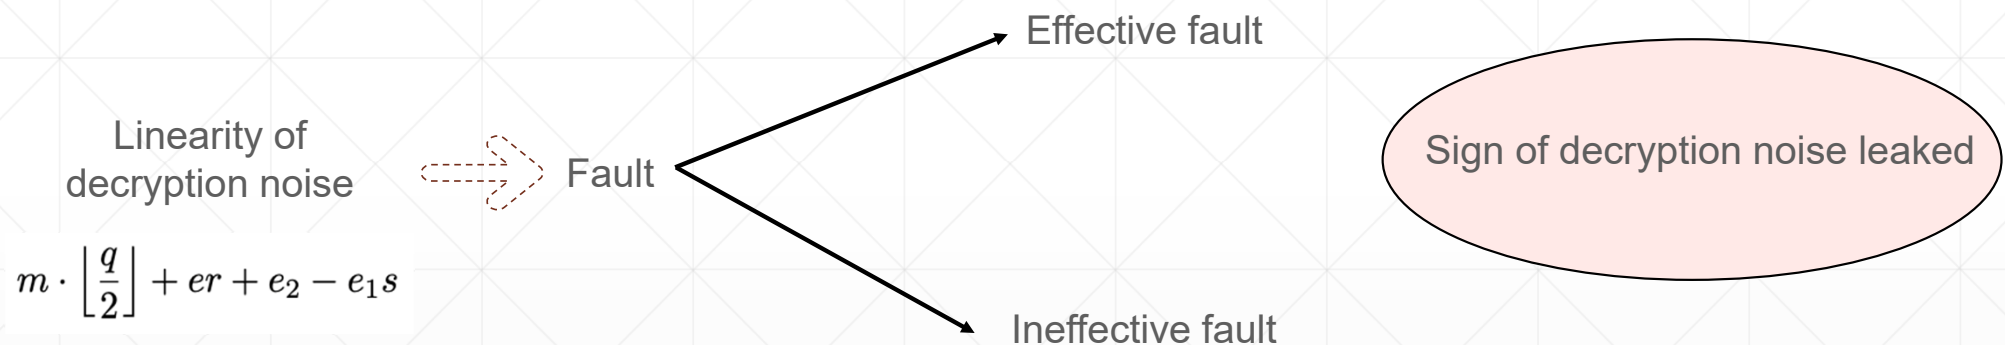 Linearity of
decryption noise
m · ⌊q/2⌋ + er + e₂ − e₁s
Fault
Effective fault
Ineffective fault
Sign of decryption noise leaked